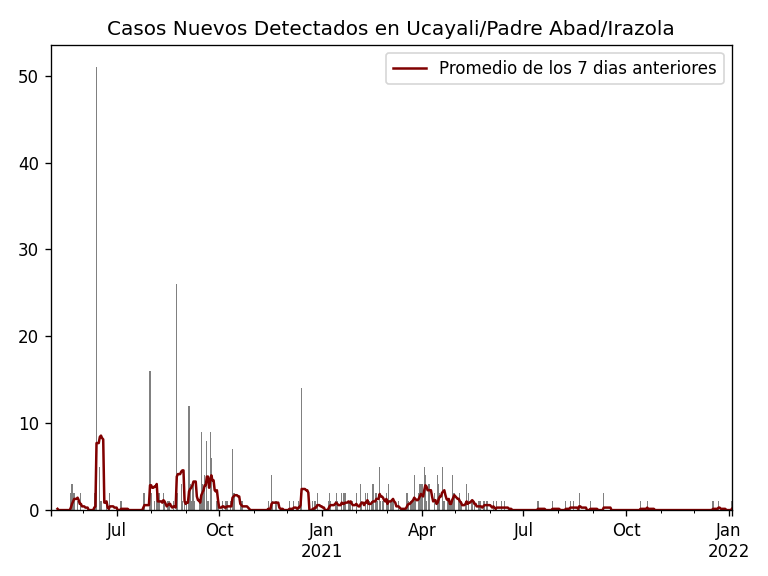 Casos Nuevos Detectados en Ucayali/Padre Abad/Irazola
Promedio de los 7 dias anteriores
50
40
30
20
10
0
Jul
Oct
Jan
2021
Apr
Jul
Oct
Jan
2022